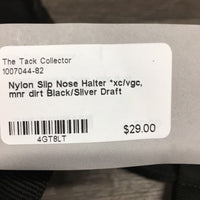 The Tack Collector
1007044-82
Nylon Slip Nose Halter *xc/vgc,
mnr dirt Black/Silver Draft
$29.00
4GT8LT